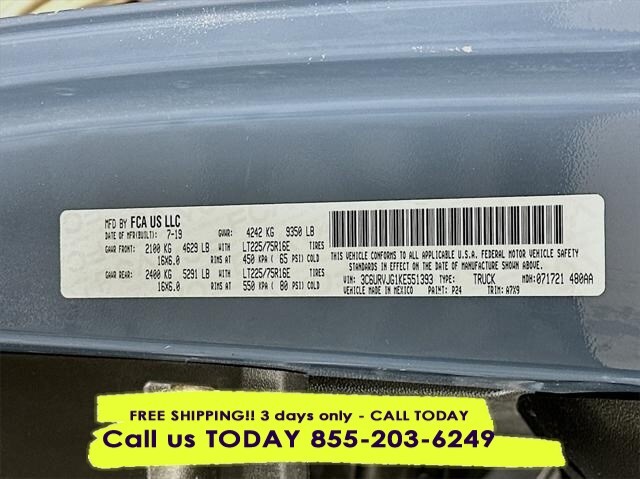 MFD BY FCA US LLC
DATE OF MFR(BUILT): 7-19 GVWR: 4242 KG 9350 LB
GAWR FRONT: 2100 KG 4629 LB WITH LT225/75R16E TIRES
16X6.0 RIMS AT 450 KPA ( 65 PSI) COLD
GAWR REAR: 2400 KG 5291 LB WITH LT225/75R16E TIRES
16X6.0 RIMS AT 550 KPA ( 80 PSI) COLD
THIS VEHICLE CONFORMS TO ALL APPLICABLE U.S.A. FEDERAL MOTOR VEHICLE SAFETY
STANDARDS IN EFFECT ON THE DATE OF MANUFACTURE SHOWN ABOVE.
VIN: 3C6URVJG1KE551393 TYPE: TRUCK MDH: 071721 480AA
VEHICLE MADE IN MEXICO PAINT: P24 TRIM: A7X9
FREE SHIPPING!! 3 days only - CALL TODAY
Call us TODAY 855-203-6249